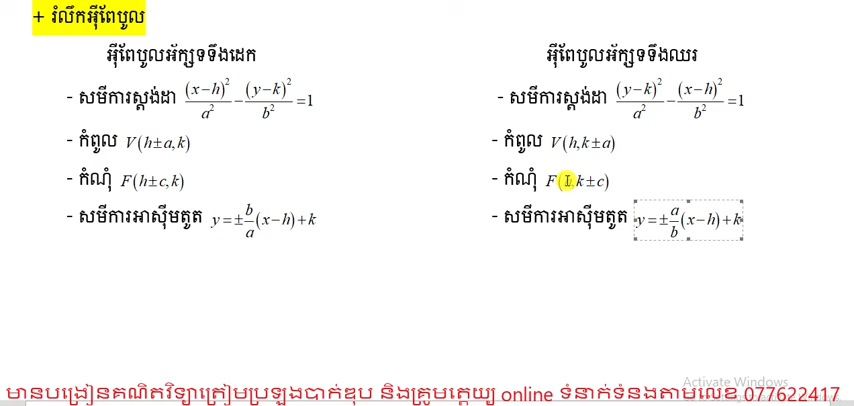 + រំលឹកអ៊ីពែបូល
អ៊ីពែបូលអ័ក្សទទឹងដេក
- សមីការស្តង់ដា (x−h)²/a² − (y−k)²/b² = 1
- កំពូល V(h±a,k)
- កំណុំ F(h±c,k)
- សមីការអាស៊ីមតូត y=±b/a(x−h)+k
អ៊ីពែបូលអ័ក្សទទឹងឈរ
- សមីការស្តង់ដា (y−k)²/a² − (x−h)²/b² = 1
- កំពូល V(h,k±a)
- កំណុំ F(h,k±c)
- សមីការអាស៊ីមតូត y=±a/b(x−h)+k
Activate Windows
មានបង្រៀនគណិតវិទ្យាត្រៀមប្រឡងបាក់ឌុប និងគ្រូមត្តេយ្យ online ទំនាក់ទំនងតាមលេខ 077622417